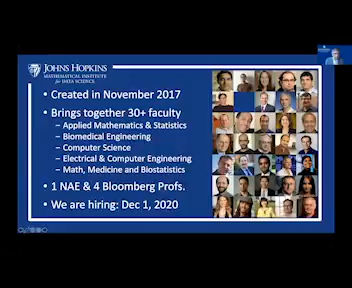 JOHNS HOPKINS
MATHEMATICAL INSTITUTE
for DATA SCIENCE
• Created in November 2017
• Brings together 30+ faculty
– Applied Mathematics & Statistics
– Biomedical Engineering
– Computer Science
– Electrical & Computer Engineering
– Math, Medicine and Biostatistics
• 1 NAE & 4 Bloomberg Profs.
• We are hiring: Dec 1, 2020